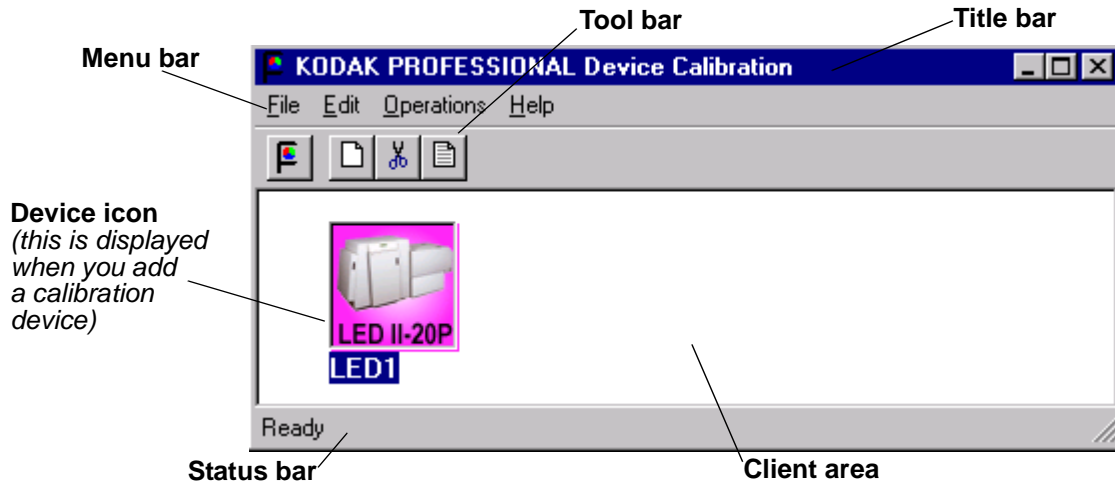 Tool bar
Title bar
Menu bar
KODAK PROFESSIONAL Device Calibration
File Edit Operations Help
Device icon
(this is displayed
when you add
a calibration
device)
LED II-20P
LED1
Ready
Status bar
Client area